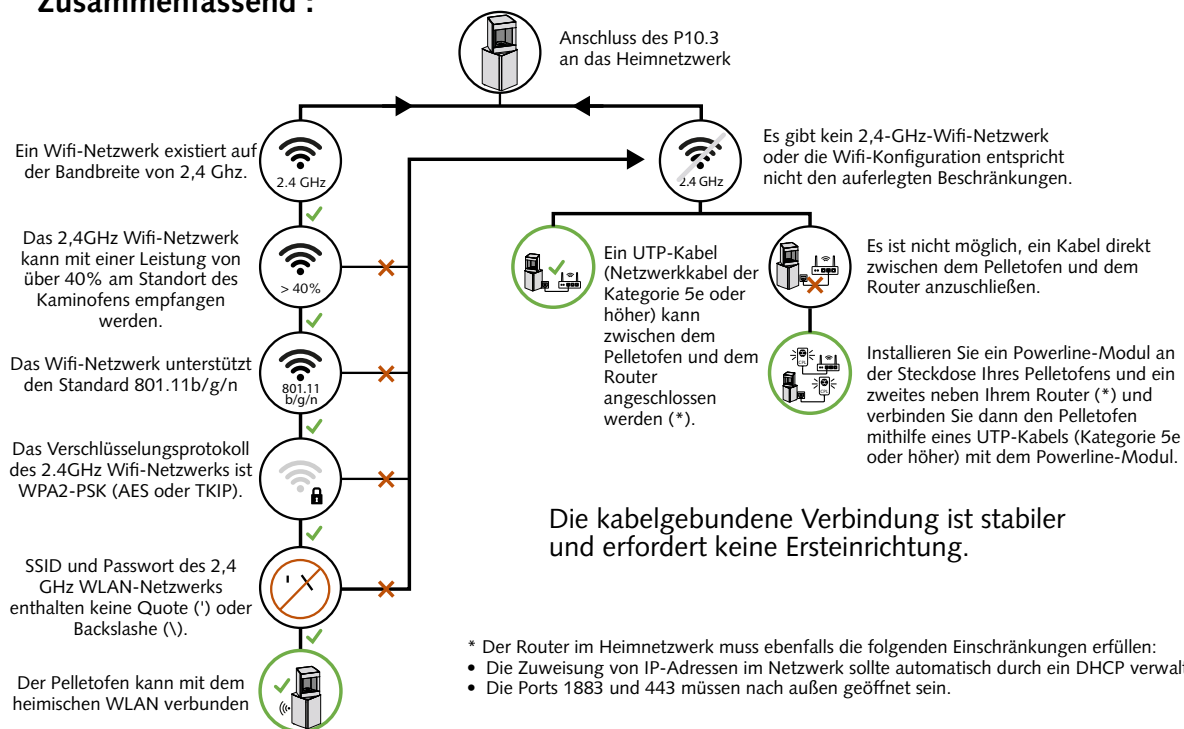 Zusammenfassend :
Anschluss des P10.3
an das Heimnetzwerk
Ein Wifi-Netzwerk existiert auf
der Bandbreite von 2,4 Ghz.
2.4 GHz
Das 2,4GHz Wifi-Netzwerk
kann mit einer Leistung von
über 40% am Standort des
Kaminofens empfangen
werden.
> 40%
Das Wifi-Netzwerk unterstützt
den Standard 801.11b/g/n
801.11
b/g/n
Das Verschlüsselungsprotokoll
des 2.4GHz Wifi-Netzwerks ist
WPA2-PSK (AES oder TKIP).
SSID und Passwort des 2,4
GHz WLAN-Netzwerks
enthalten keine Quote (') oder
Backslashe (\).
' \
Der Pelletofen kann mit dem
heimischen WLAN verbunden
2.4 GHz
Es gibt kein 2,4-GHz-Wifi-Netzwerk
oder die Wifi-Konfiguration entspricht
nicht den auferlegten Beschränkungen.
Ein UTP-Kabel
(Netzwerkkabel der
Kategorie 5e oder
höher) kann
zwischen dem
Pelletofen und dem
Router
angeschlossen
werden (*).
Es ist nicht möglich, ein Kabel direkt
zwischen dem Pelletofen und dem
Router anzuschließen.
Installieren Sie ein Powerline-Modul an
der Steckdose Ihres Pelletofens und ein
zweites neben Ihrem Router (*) und
verbinden Sie dann den Pelletofen
mithilfe eines UTP-Kabels (Kategorie 5e
oder höher) mit dem Powerline-Modul.
Die kabelgebundene Verbindung ist stabiler
und erfordert keine Ersteinrichtung.
* Der Router im Heimnetzwerk muss ebenfalls die folgenden Einschränkungen erfüllen:
• Die Zuweisung von IP-Adressen im Netzwerk sollte automatisch durch ein DHCP verwalt
• Die Ports 1883 und 443 müssen nach außen geöffnet sein.